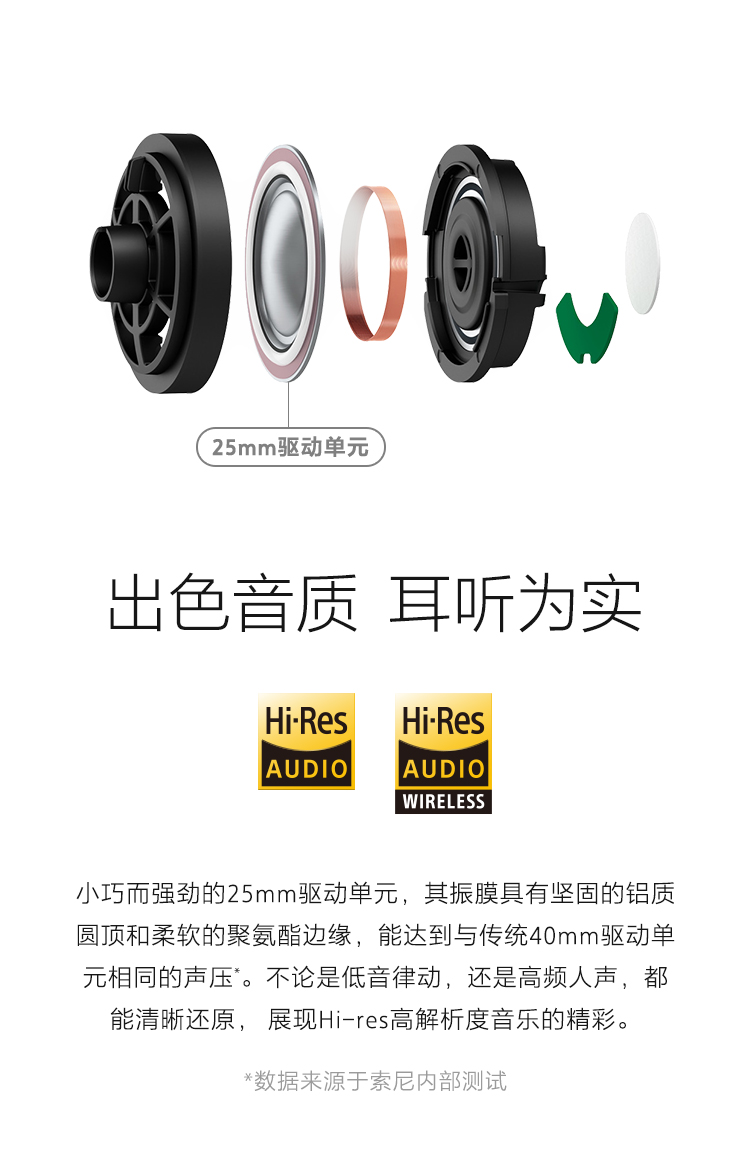 25mm驱动单元
出色音质 耳听为实
Hi-Res
AUDIO
Hi-Res
AUDIO
WIRELESS
小巧而强劲的25mm驱动单元，其振膜具有坚固的铝质
圆顶和柔软的聚氨酯边缘，能达到与传统40mm驱动单
元相同的声压*。不论是低音律动，还是高频人声，都
能清晰还原， 展现Hi-res高解析度音乐的精彩。
*数据来源于索尼内部测试